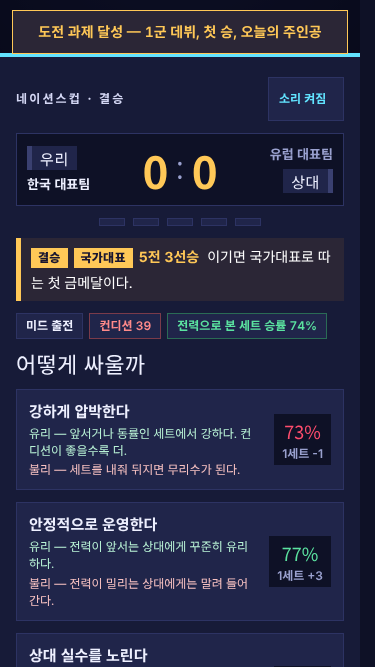 도전 과제 달성 — 1군 데뷔, 첫 승, 오늘의 주인공
네이션스컵 · 결승
소리 켜짐
우리
한국 대표팀
0 : 0
유럽 대표팀
상대
결승 국가대표 5전 3선승 이기면 국가대표로 따
는 첫 금메달이다.
미드 출전 컨디션 39 전력으로 본 세트 승률 74%
어떻게 싸울까
강하게 압박한다
유리 — 앞서거나 동률인 세트에서 강하다. 컨
디션이 좋을수록 더.
불리 — 세트를 내줘 뒤지면 무리수가 된다.
73%
1세트 -1
안정적으로 운영한다
유리 — 전력이 앞서는 상대에게 꾸준히 유리
하다.
불리 — 전력이 밀리는 상대에게는 말려 들어
간다.
77%
1세트 +3
상대 실수를 노린다